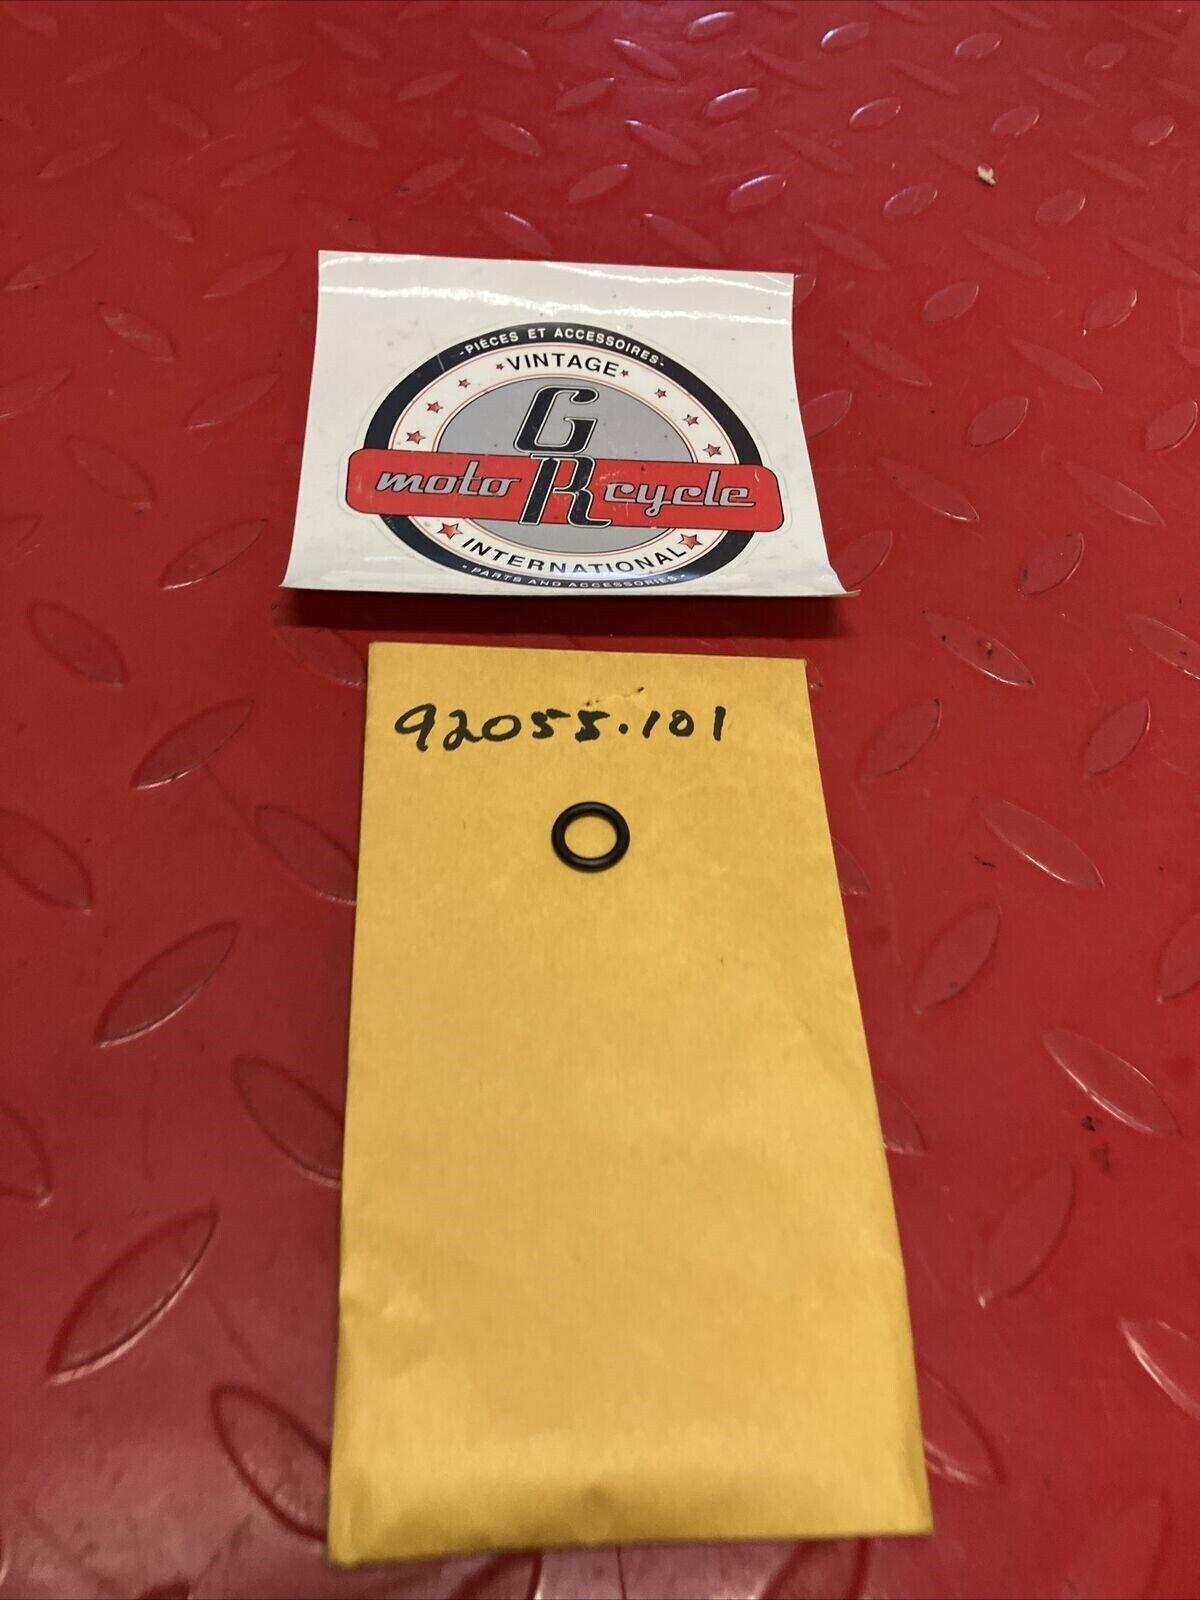 -PIÈCES ET ACCESSOIRES-
VINTAGE
GR
moto cycle
INTERNATIONAL
-PARTS AND ACCESSORIES-
92055.101